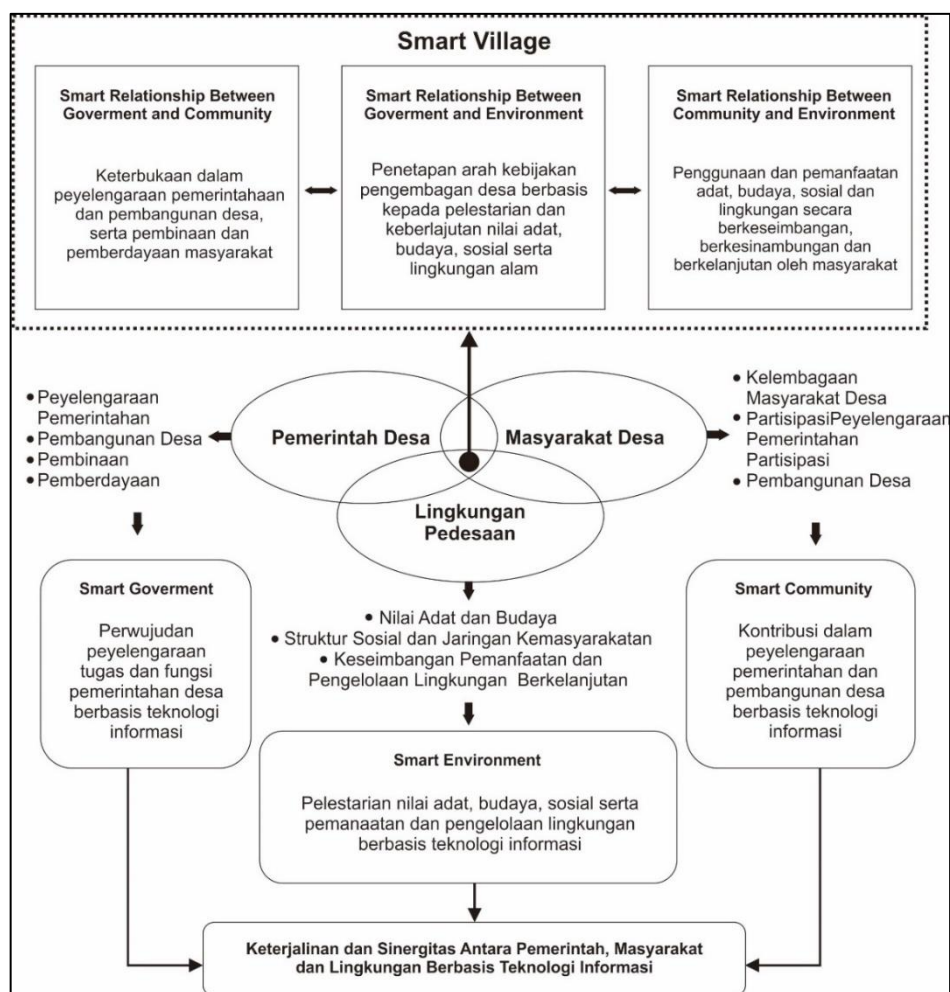 Smart Village
Smart Relationship Between
Goverment and Community
Keterbukaan dalam
peyelengaraan pemerintahaan
dan pembangunan desa,
serta pembinaan dan
pemberdayaan masyarakat
Smart Relationship Between
Goverment and Environment
Penetapan arah kebijakan
pengembagan desa berbasis
kepada pelestarian dan
keberlajutan nilai adat,
budaya, sosial serta
lingkungan alam
Smart Relationship Between
Community and Environment
Penggunaan dan pemanfaatan
adat, budaya, sosial dan
lingkungan secara
berkeseimbangan,
berkesinambungan dan
berkelanjutan oleh masyarakat
• Peyelengaraan
Pemerintahan
• Pembangunan Desa
• Pembinaan
• Pemberdayaan
Pemerintah Desa
Masyarakat Desa
Lingkungan
Pedesaan
• Kelembagaan
Masyarakat Desa
• PartisipasiPeyelengaraan
Pemerintahan
Partisipasi
• Pembangunan Desa
Smart Goverment
Perwujudan
peyelengaraan
tugas dan fungsi
pemerintahan desa
berbasis teknologi
informasi
• Nilai Adat dan Budaya
• Struktur Sosial dan Jaringan Kemasyarakatan
• Keseimbangan Pemanfaatan dan
Pengelolaan Lingkungan Berkelanjutan
Smart Community
Kontribusi dalam
peyelengaraan
pemerintahan dan
pembangunan desa
berbasis teknologi
informasi
Smart Environment
Pelestarian nilai adat, budaya, sosial serta
pemanaatan dan pengelolaan lingkungan
berbasis teknologi informasi
Keterjalinan dan Sinergitas Antara Pemerintah, Masyarakat
dan Lingkungan Berbasis Teknologi Informasi